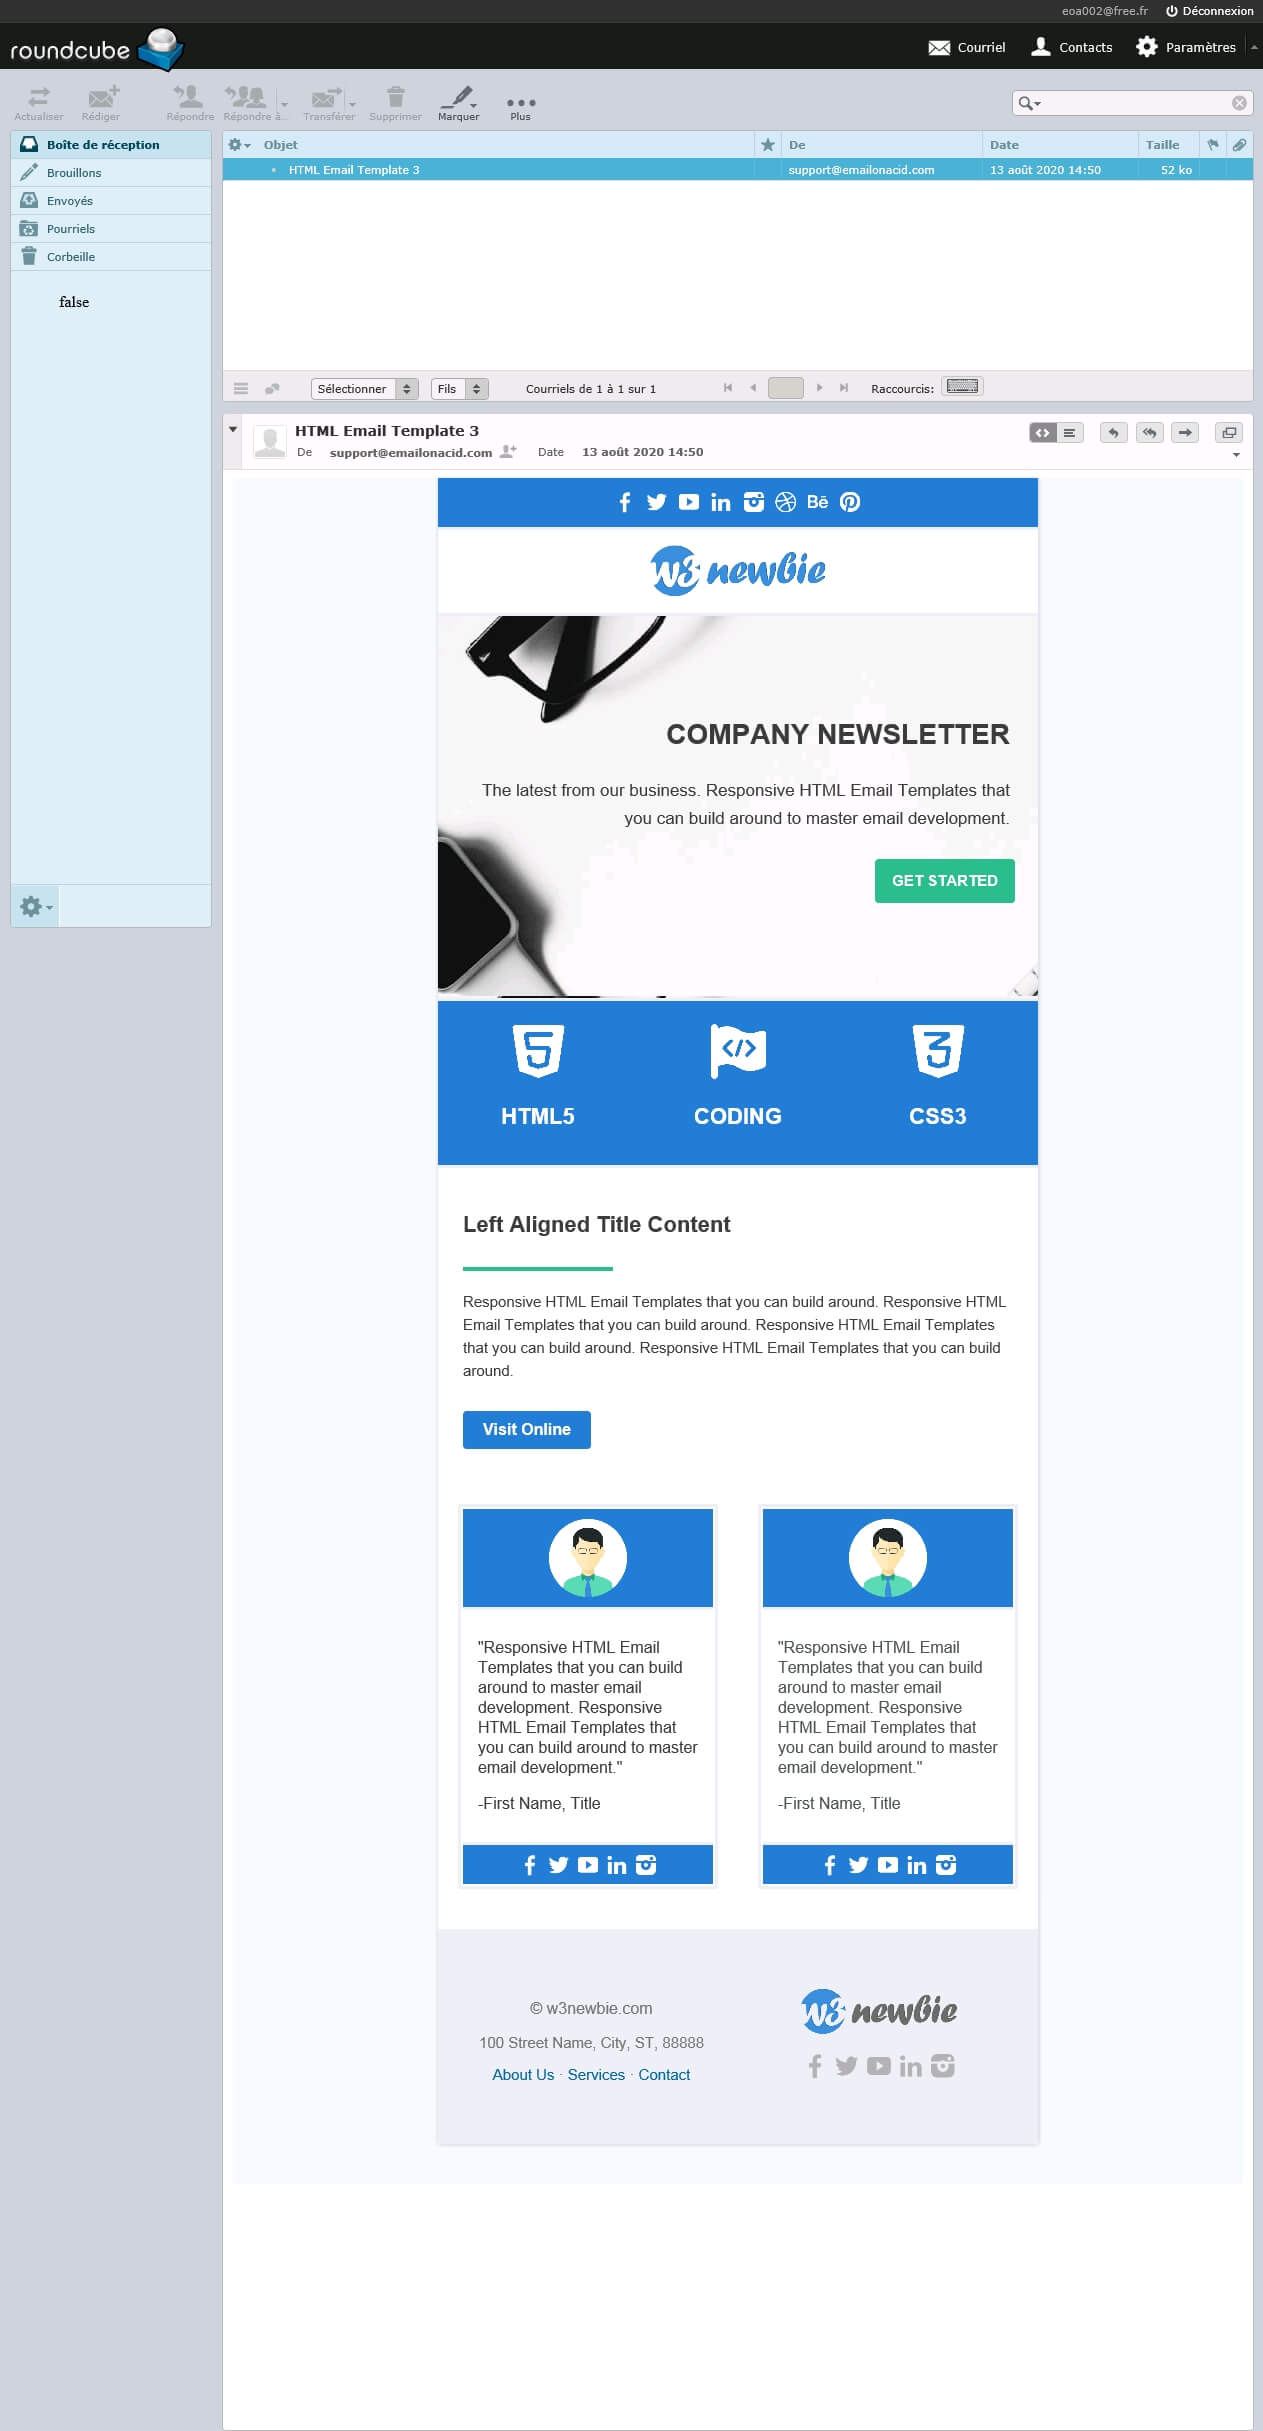 eoa002@free.fr Déconnexion
roundcube Courriel Contacts Paramètres
Actualiser Rédiger Répondre Répondre à... Transférer Supprimer Marquer Plus
Boîte de réception
Brouillons
Envoyés
Pourriels
Corbeille
false
Objet De Date Taille
HTML Email Template 3 support@emailonacid.com 13 août 2020 14:50 52 ko
Sélectionner Fils Courriels de 1 à 1 sur 1 Raccourcis:
HTML Email Template 3
De support@emailonacid.com Date 13 août 2020 14:50
Bē
w3 newbie
COMPANY NEWSLETTER
The latest from our business. Responsive HTML Email Templates that
you can build around to master email development.
GET STARTED
HTML5 CODING CSS3
Left Aligned Title Content
Responsive HTML Email Templates that you can build around. Responsive HTML
Email Templates that you can build around. Responsive HTML Email Templates
that you can build around. Responsive HTML Email Templates that you can build
around.
Visit Online
"Responsive HTML Email
Templates that you can build
around to master email
development. Responsive
HTML Email Templates that
you can build around to master
email development."
-First Name, Title
"Responsive HTML Email
Templates that you can build
around to master email
development. Responsive
HTML Email Templates that
you can build around to master
email development."
-First Name, Title
© w3newbie.com
100 Street Name, City, ST, 88888
About Us · Services · Contact
w3 newbie